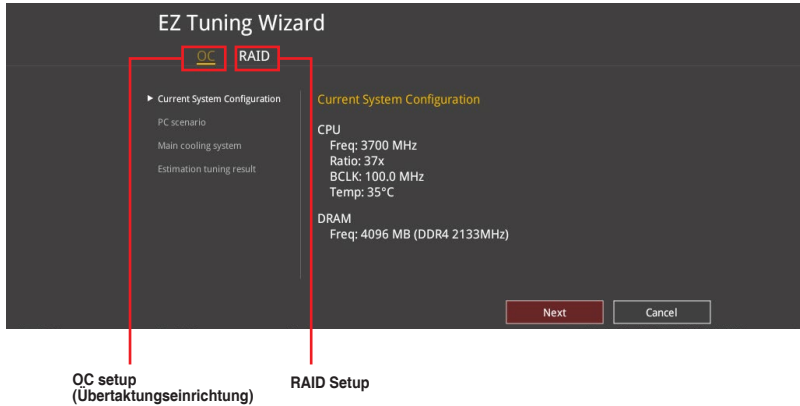 EZ Tuning Wizard
OC RAID
► Current System Configuration
PC scenario
Main cooling system
Estimation tuning result
Current System Configuration
CPU
Freq: 3700 MHz
Ratio: 37x
BCLK: 100.0 MHz
Temp: 35°C
DRAM
Freq: 4096 MB (DDR4 2133MHz)
Next Cancel
OC setup
(Übertaktungseinrichtung)
RAID Setup